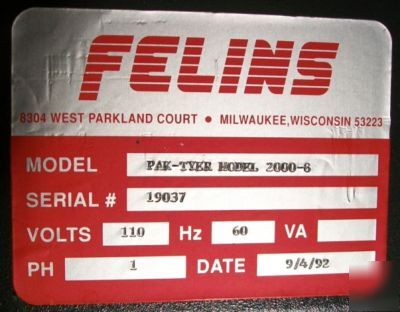 FELINS
8304 WEST PARKLAND COURT • MILWAUKEE, WISCONSIN 53223
MODEL PAK-TYER MODEL 2000-6
SERIAL # 19037
VOLTS 110 Hz 60 VA
PH 1 DATE 9/4/92